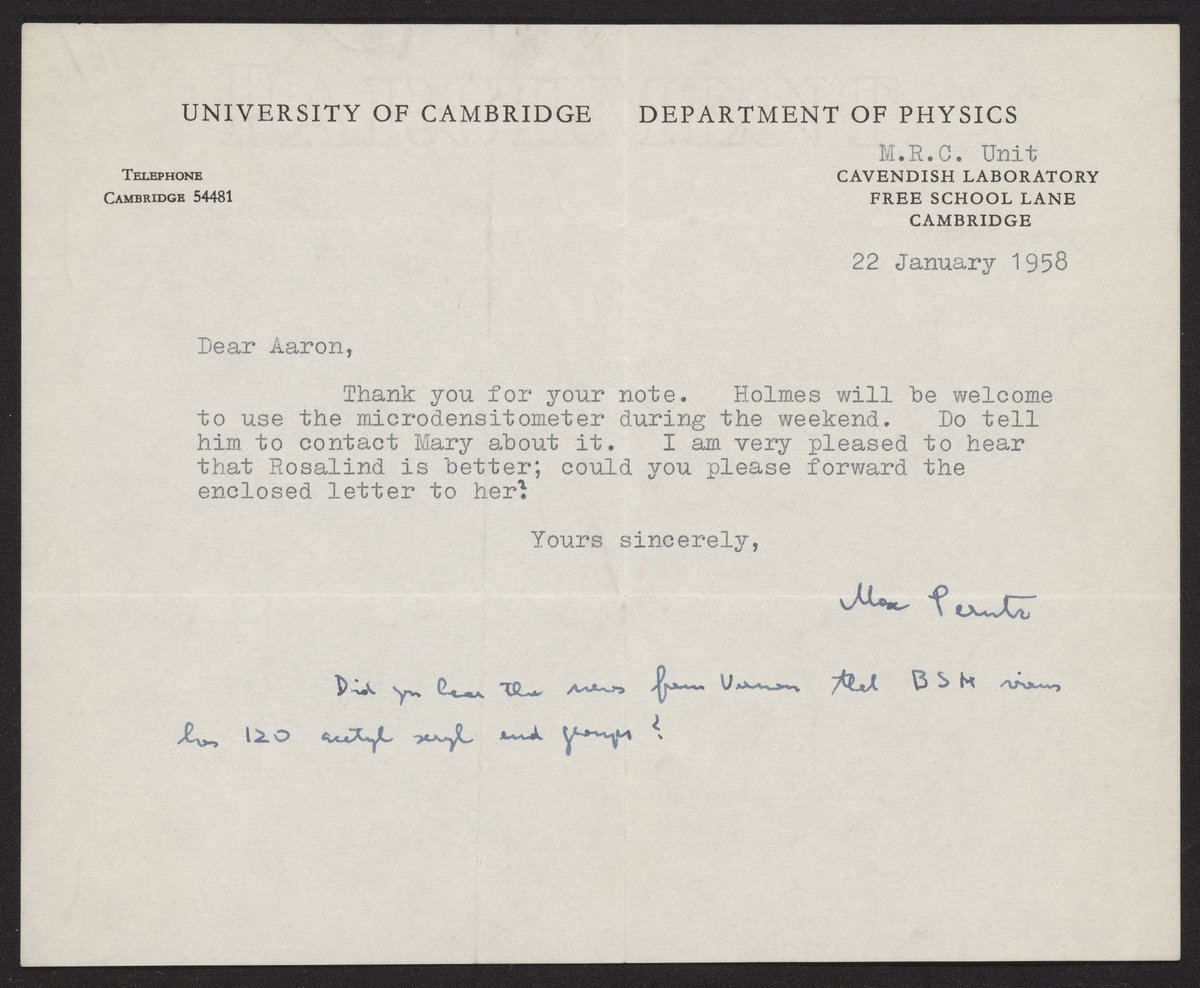 UNIVERSITY OF CAMBRIDGE DEPARTMENT OF PHYSICS
TELEPHONE
CAMBRIDGE 54481
M.R.C. Unit
CAVENDISH LABORATORY
FREE SCHOOL LANE
CAMBRIDGE
22 January 1958
Dear Aaron,
Thank you for your note. Holmes will be welcome
to use the microdensitometer during the weekend. Do tell
him to contact Mary about it. I am very pleased to hear
that Rosalind is better; could you please forward the
enclosed letter to her?
Yours sincerely,
Max Perutz
Did you hear the news from Vernon that BSM virus
has 120 acetyl seryl end groups?